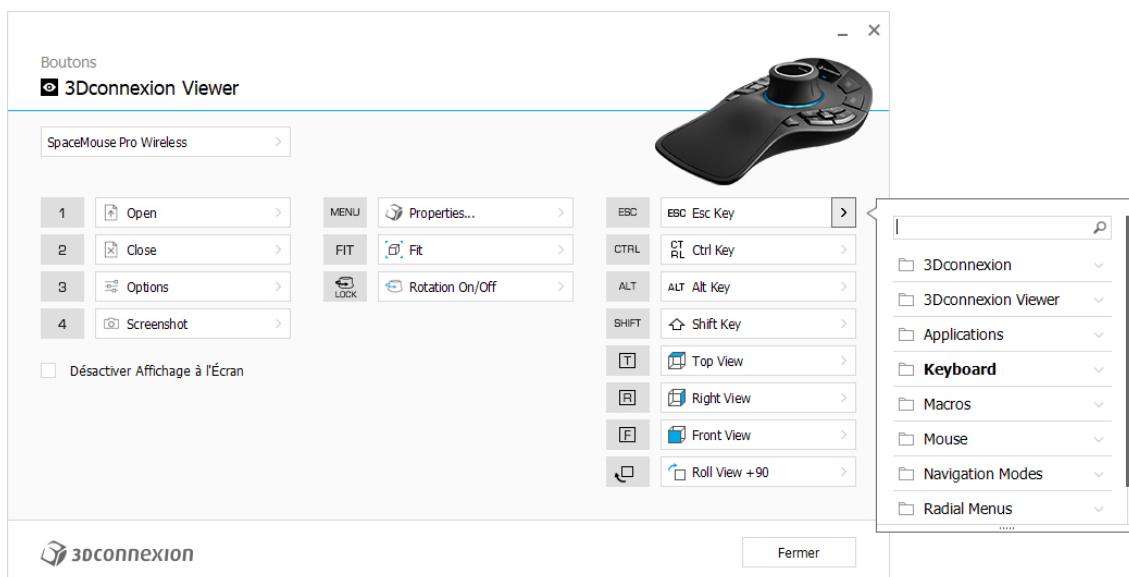 Boutons
3Dconnexion Viewer
SpaceMouse Pro Wireless
1 Open
2 Close
3 Options
4 Screenshot
Désactiver Affichage à l'Écran
MENU Properties...
FIT Fit
LOCK Rotation On/Off
ESC ESC Esc Key
CTRL CTRL Ctrl Key
ALT ALT Alt Key
SHIFT Shift Key
T Top View
R Right View
F Front View
Roll View +90
3Dconnexion
3Dconnexion Viewer
Applications
Keyboard
Macros
Mouse
Navigation Modes
Radial Menus
3Dconnexion
Fermer